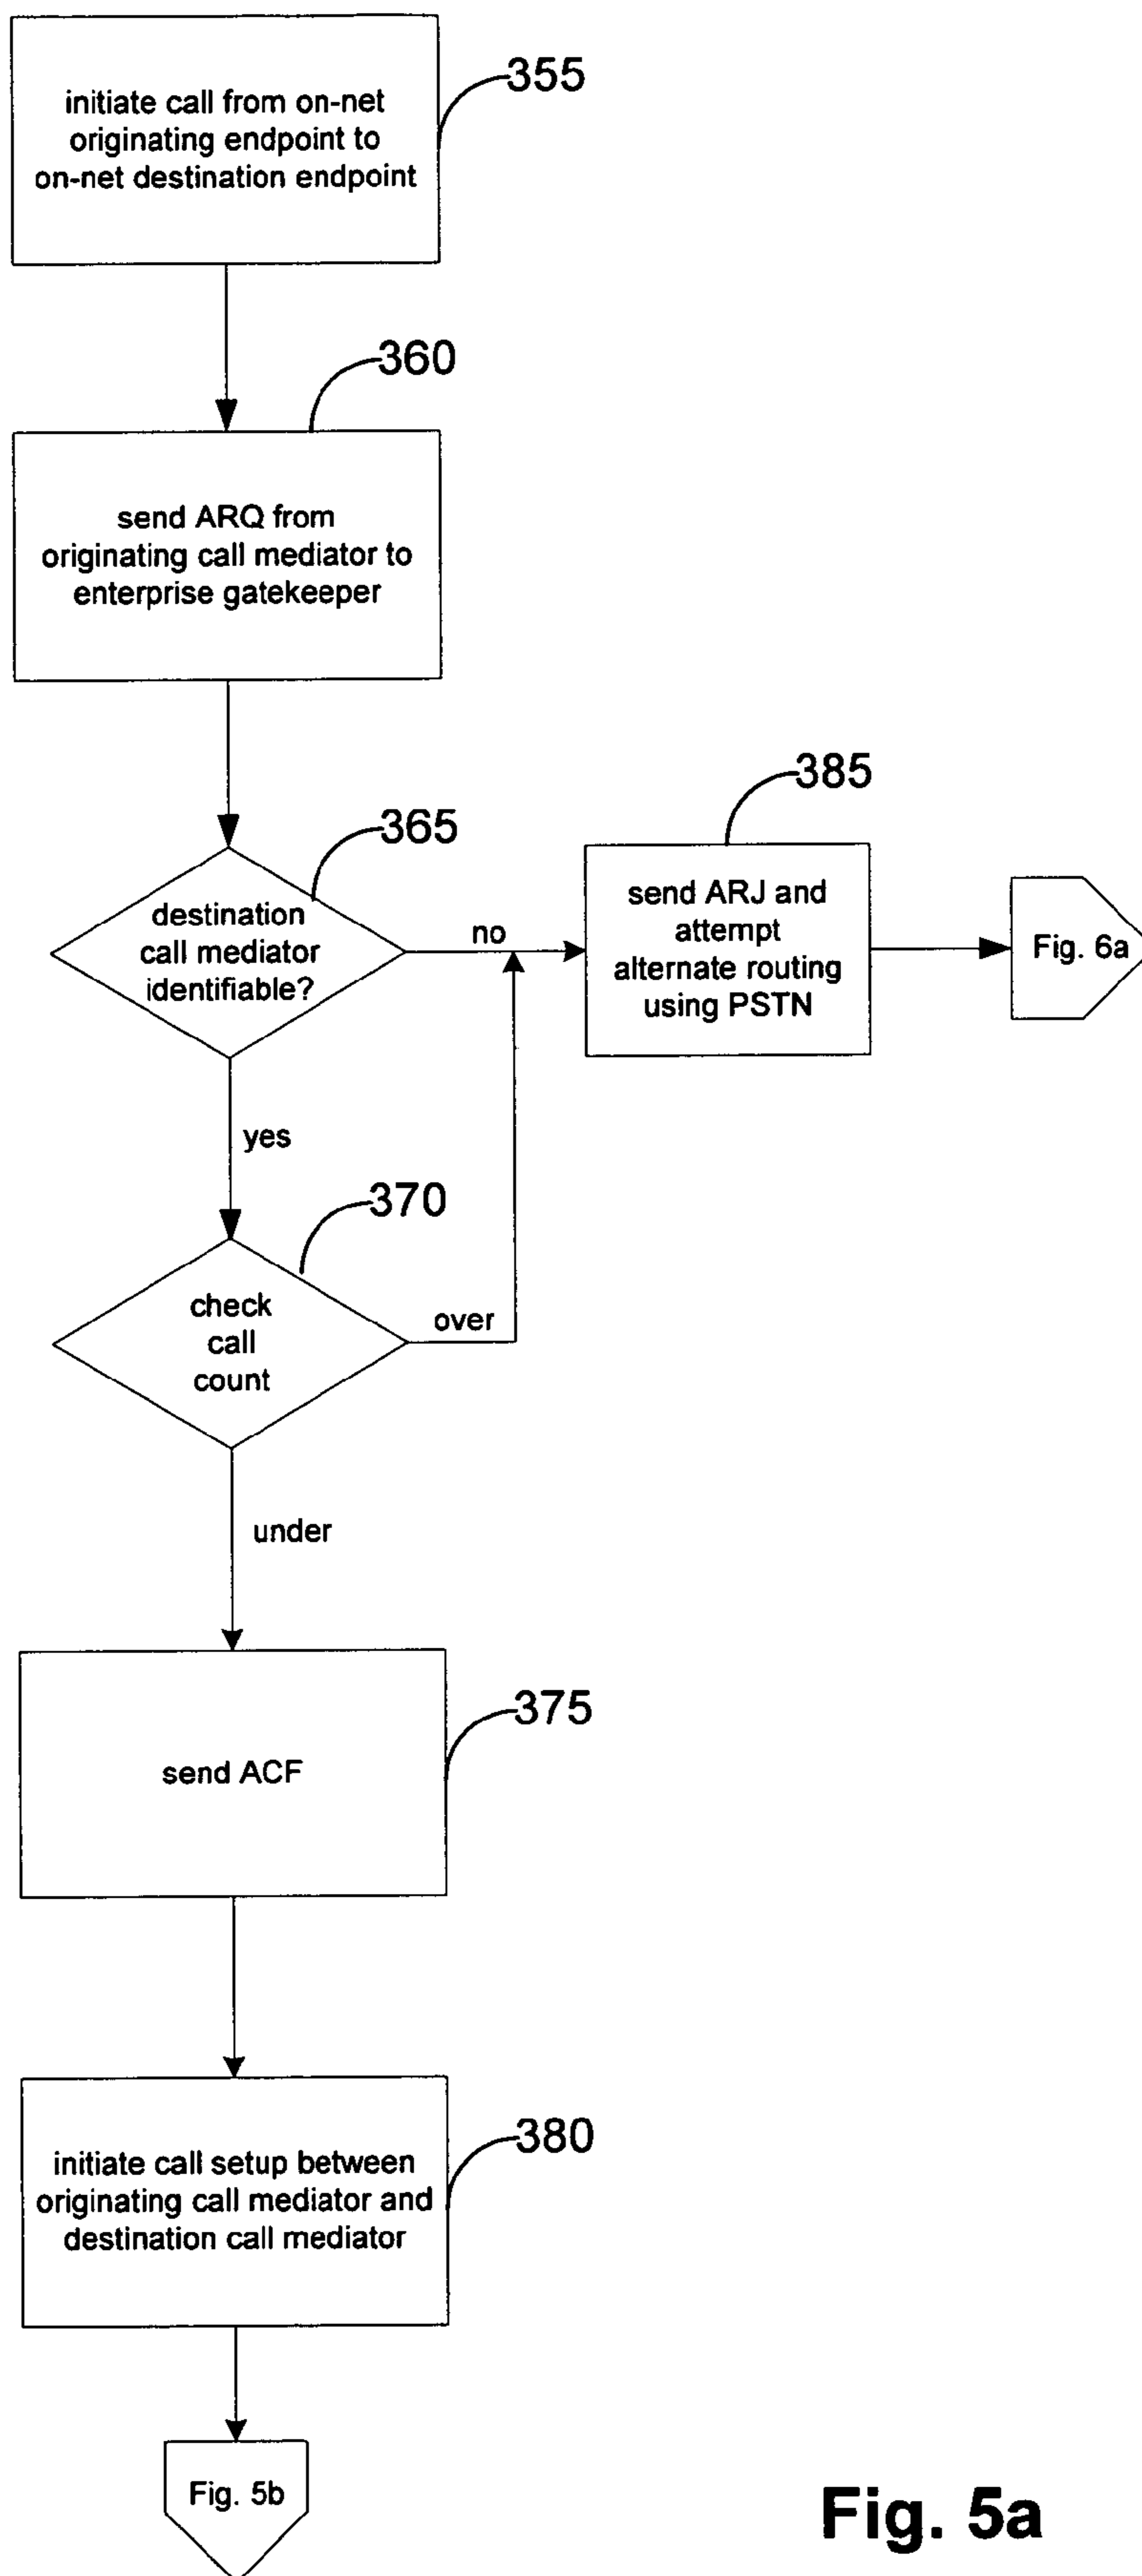 initiate call from on-net
originating endpoint to
on-net destination endpoint
355
360
send ARQ from
originating call mediator to
enterprise gatekeeper
365
destination
call mediator
identifiable?
no
385
send ARJ and
attempt
alternate routing
using PSTN
Fig. 6a
yes
370
check
call
count
over
under
375
send ACF
380
initiate call setup between
originating call mediator and
destination call mediator
Fig. 5b
Fig. 5a